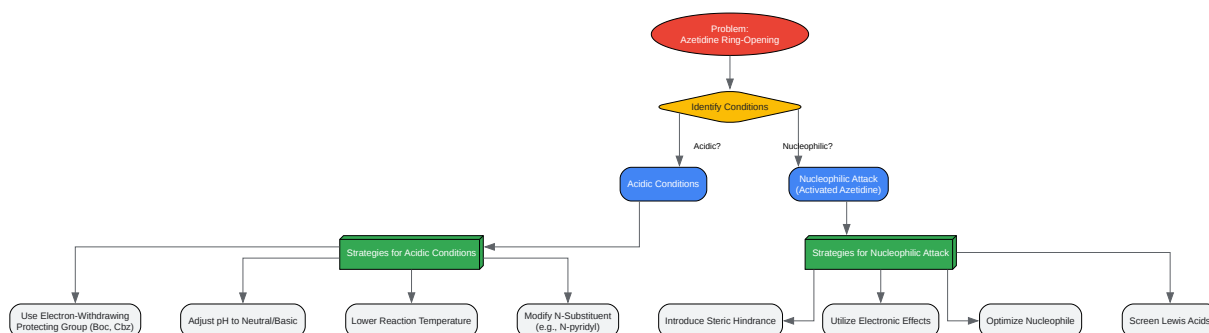 Problem:
Azetidine Ring-Opening
Identify Conditions
Acidic?
Nucleophilic?
Acidic Conditions
Nucleophilic Attack
(Activated Azetidine)
Strategies for Acidic Conditions
Strategies for Nucleophilic Attack
Use Electron-Withdrawing
Protecting Group (Boc, Cbz)
Adjust pH to Neutral/Basic
Lower Reaction Temperature
Modify N-Substituent
(e.g., N-pyridyl)
Introduce Steric Hindrance
Utilize Electronic Effects
Optimize Nucleophile
Screen Lewis Acids